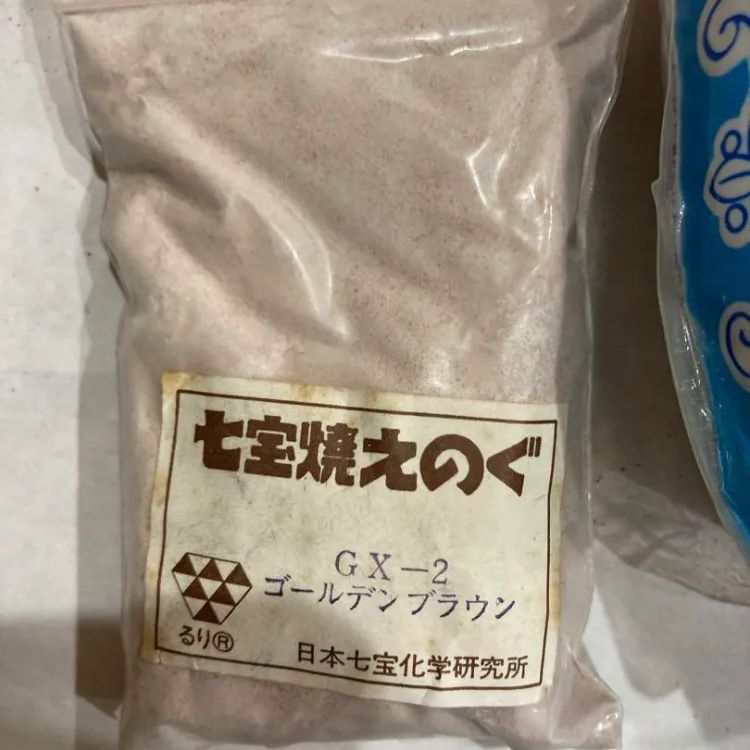 七宝焼えのぐ
GX-2
ゴールデンブラウン
るり®
日本七宝化学研究所